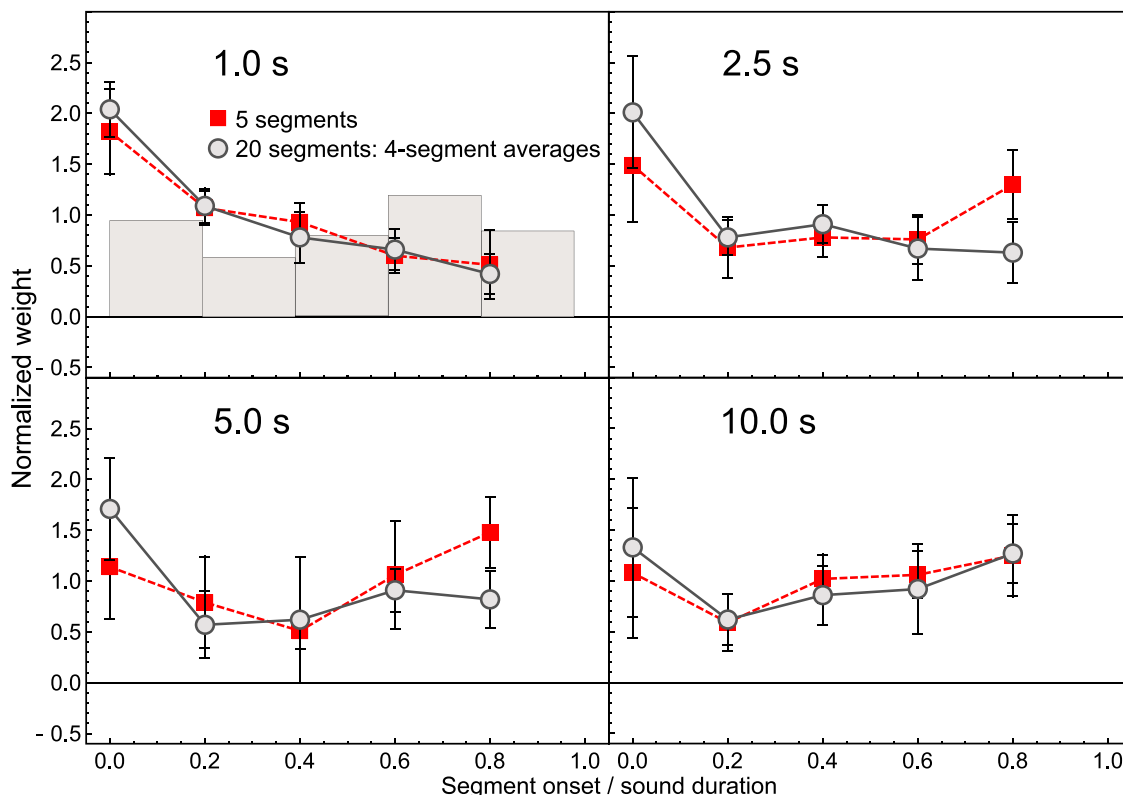 1.0 s
2.5 s
5 segments
20 segments: 4-segment averages
2.5
2.0
1.5
1.0
0.5
0.0
- 0.5
5.0 s
10.0 s
2.5
2.0
1.5
1.0
0.5
0.0
- 0.5
Normalized weight
0.0 0.2 0.4 0.6 0.8 1.0 0.0 0.2 0.4 0.6 0.8 1.0
Segment onset / sound duration